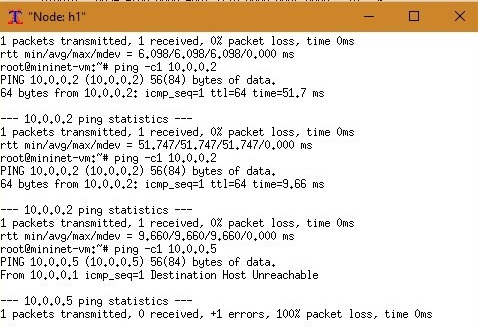 "Node: h1"
1 packets transmitted, 1 received, 0% packet loss, time 0ms
rtt min/avg/max/mdev = 6.098/6.098/6.098/0.000 ms
root@mininet-vm:~# ping -c1 10.0.0.2
PING 10.0.0.2 (10.0.0.2) 56(84) bytes of data.
64 bytes from 10.0.0.2: icmp_seq=1 ttl=64 time=51.7 ms
--- 10.0.0.2 ping statistics ---
1 packets transmitted, 1 received, 0% packet loss, time 0ms
rtt min/avg/max/mdev = 51.747/51.747/51.747/0.000 ms
root@mininet-vm:~# ping -c1 10.0.0.2
PING 10.0.0.2 (10.0.0.2) 56(84) bytes of data.
64 bytes from 10.0.0.2: icmp_seq=1 ttl=64 time=9.66 ms
--- 10.0.0.2 ping statistics ---
1 packets transmitted, 1 received, 0% packet loss, time 0ms
rtt min/avg/max/mdev = 9.660/9.660/9.660/0.000 ms
root@mininet-vm:~# ping -c1 10.0.0.5
PING 10.0.0.5 (10.0.0.5) 56(84) bytes of data.
From 10.0.0.1 icmp_seq=1 Destination Host Unreachable
--- 10.0.0.5 ping statistics ---
1 packets transmitted, 0 received, +1 errors, 100% packet loss, time 0ms